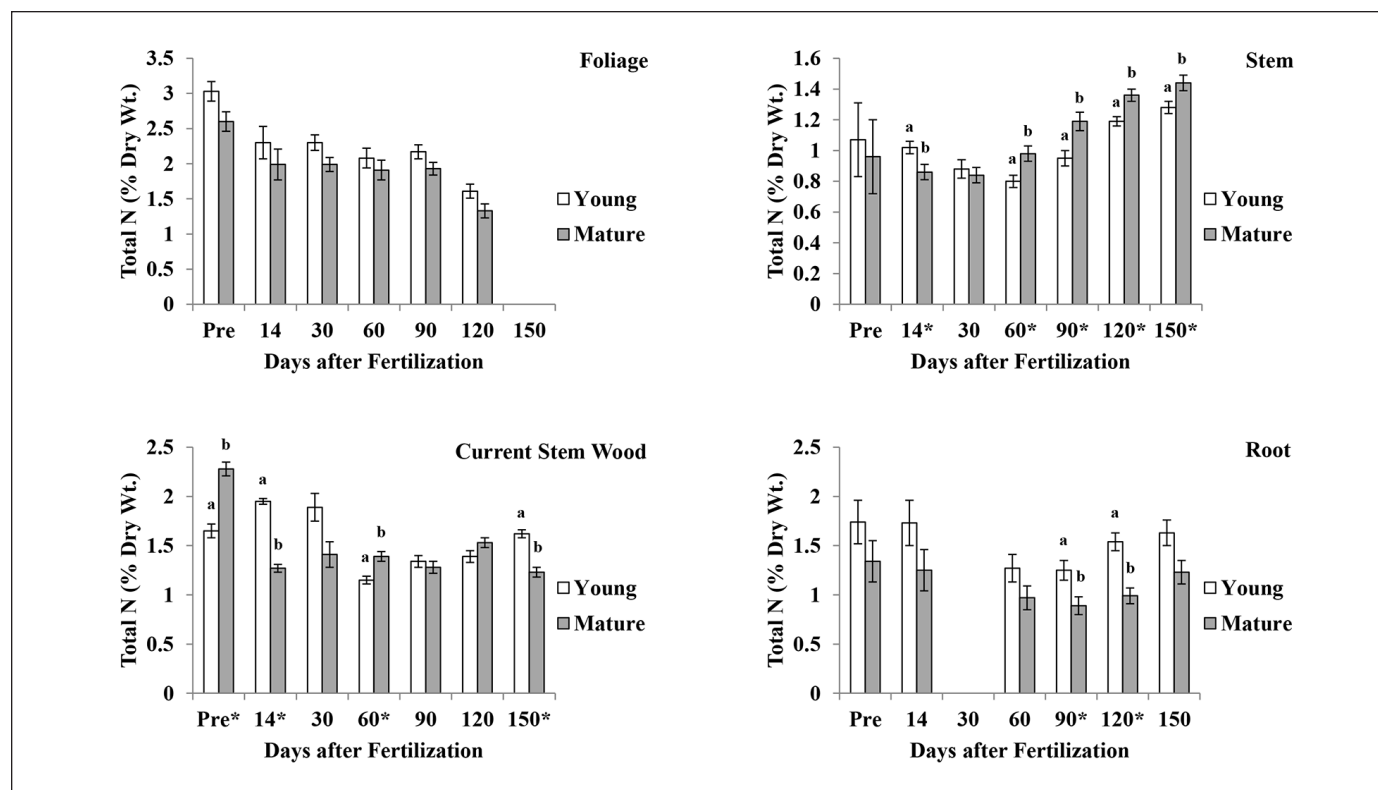 Foliage
Total N (% Dry Wt.)
3.5
3
2.5
2
1.5
1
0.5
0
Young
Mature
Pre 14 30 60 90 120 150
Days after Fertilization
Stem
Total N (% Dry Wt.)
1.6
1.4
1.2
1
0.8
0.6
0.4
0.2
0
a b a b a b a b a b
Young
Mature
Pre 14* 30 60* 90* 120* 150*
Days after Fertilization
Current Stem Wood
Total N (% Dry Wt.)
2.5
2
1.5
1
0.5
0
a b a b a b a b
Young
Mature
Pre* 14* 30 60* 90 120 150*
Days after Fertilization
Root
Total N (% Dry Wt.)
2.5
2
1.5
1
0.5
0
a b a b
Young
Mature
Pre 14 30 60 90* 120* 150
Days after Fertilization